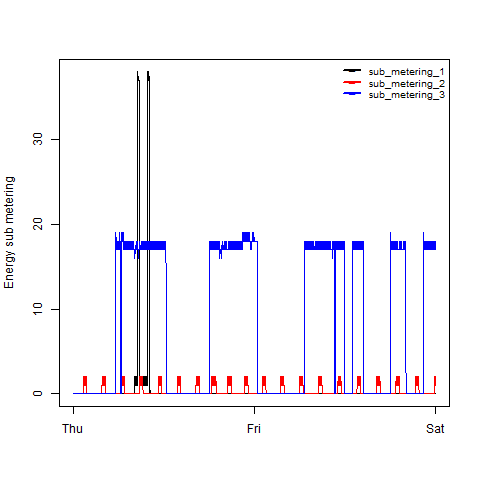 sub_metering_1
sub_metering_2
sub_metering_3
Energy sub metering
30
20
10
0
Thu Fri Sat